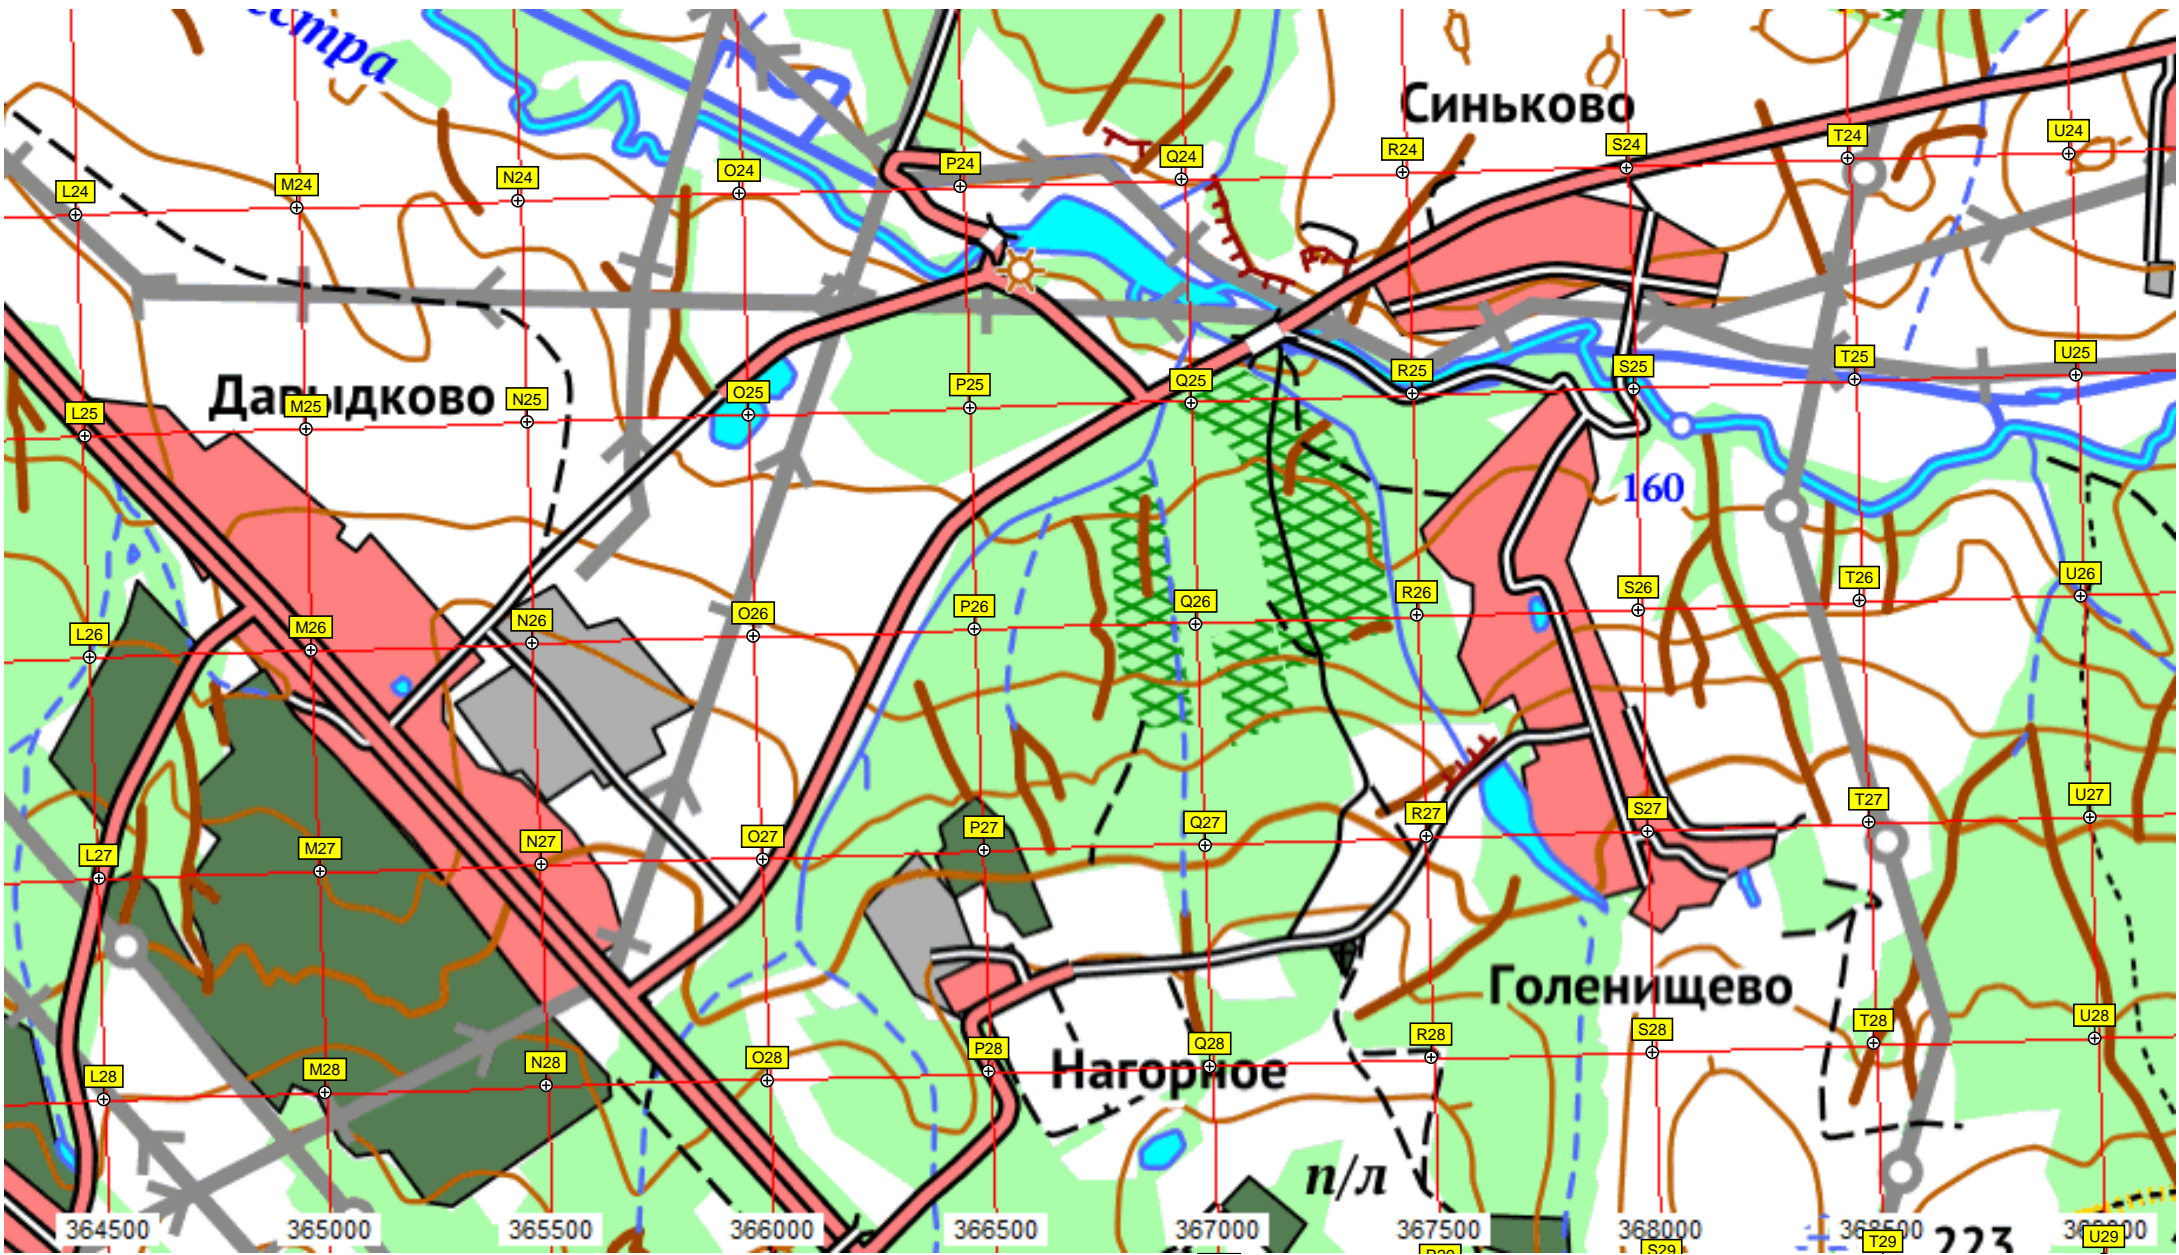 естра
Синьково
P24 Q24 R24 S24 T24 U24
L24 M24 N24 O24
Давыдково
L25 M25 N25 O25 P25 Q25 R25 S25 T25 U25
160
L26 M26 N26 O26 P26 Q26 R26 S26 T26 U26
L27 M27 N27 O27 P27 Q27 R27 S27 T27 U27
Голенищево
L28 M28 N28 O28 P28 Q28 R28 S28 T28 U28
Нагорное
п/л
364500 365000 365500 366000 366500 367000 367500 368000
223
S29 T29 U29